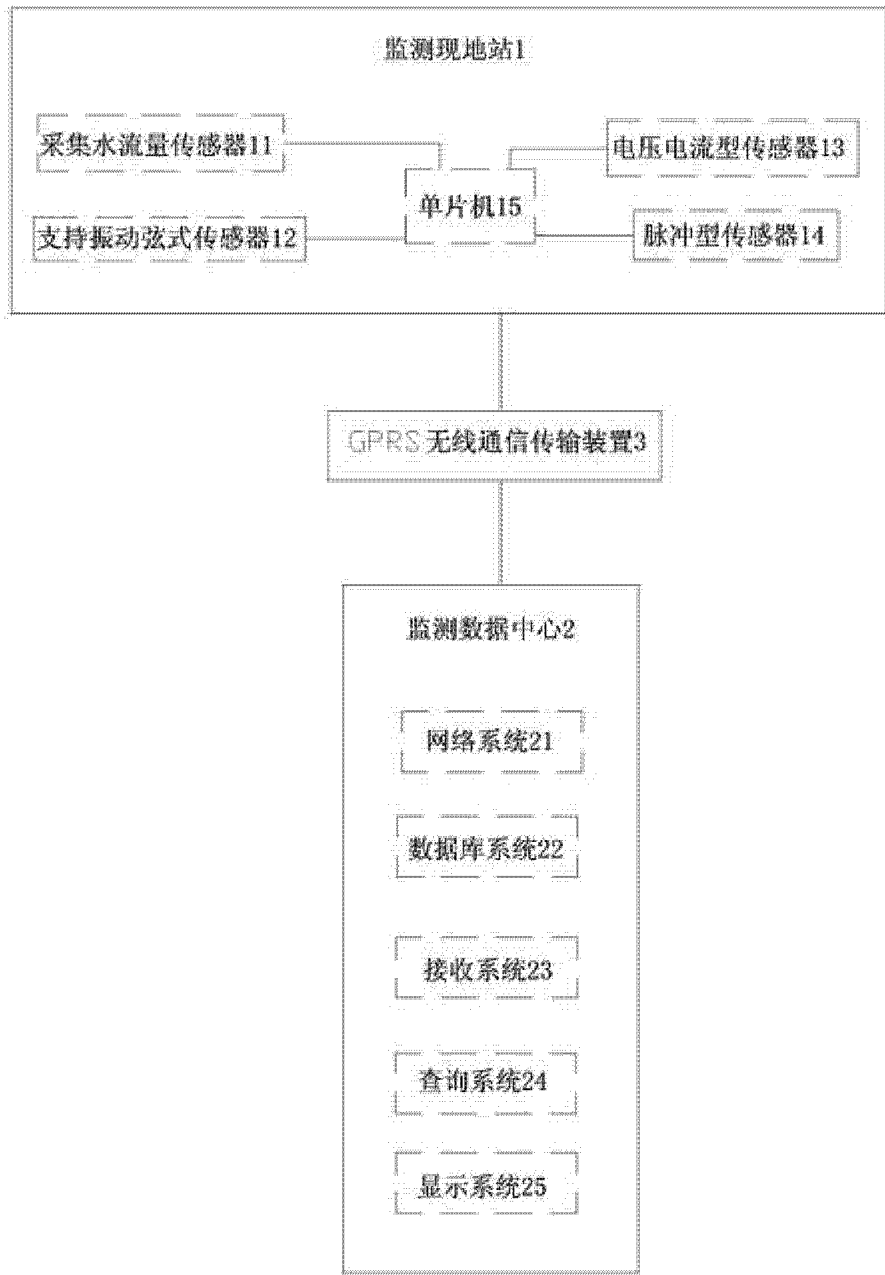 监测现地站1
采集水流量传感器11
电压电流型传感器13
单片机15
支持振动弦式传感器12
脉冲型传感器14
GPRS无线通信传输装置3
监测数据中心2
网络系统21
数据库系统22
接收系统23
查询系统24
显示系统25